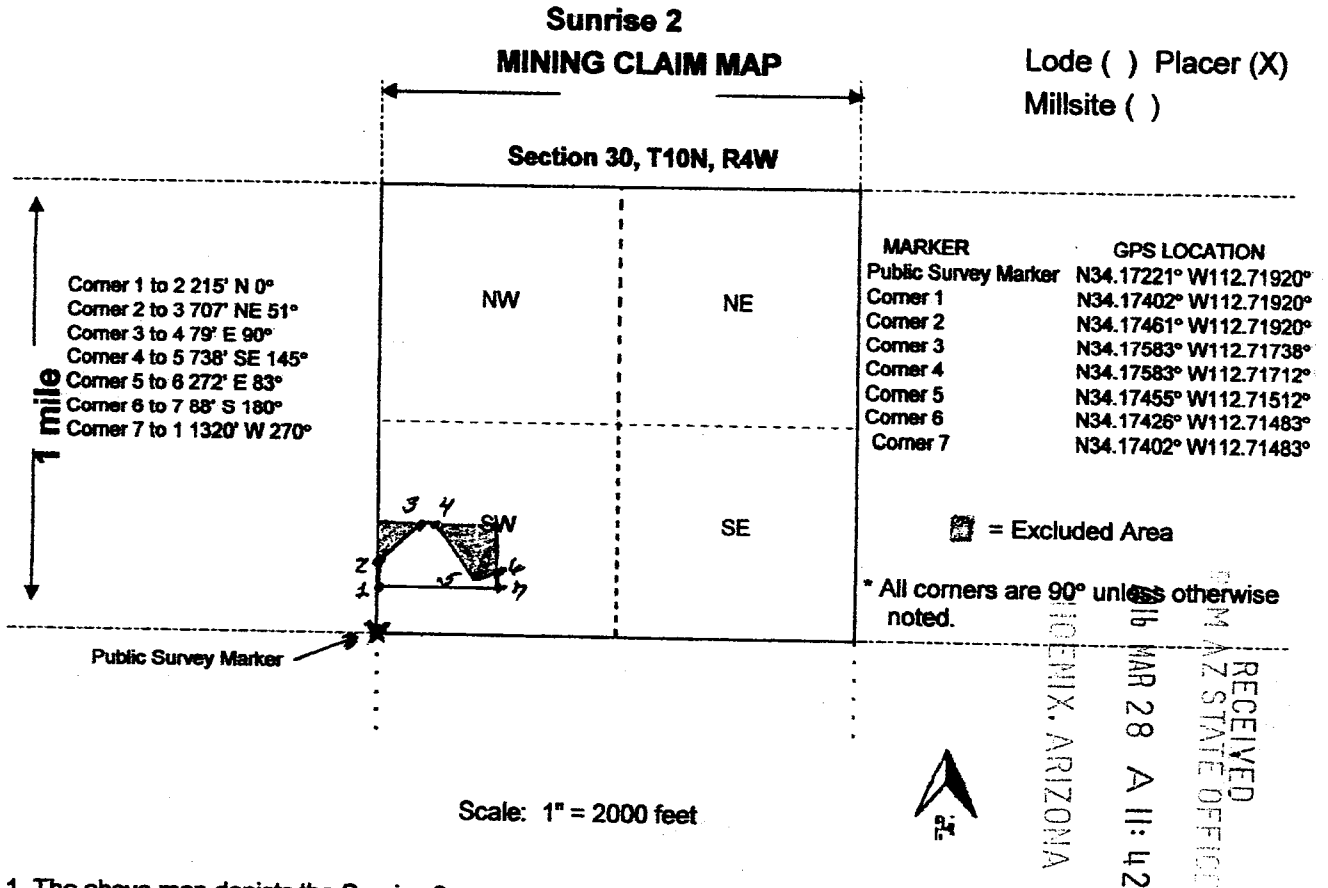 Sunrise 2
MINING CLAIM MAP
Lode ( ) Placer (X)
Millsite ( )
Section 30, T10N, R4W
1 mile
Corner 1 to 2 215' N 0°
Corner 2 to 3 707' NE 51°
Corner 3 to 4 79' E 90°
Corner 4 to 5 738' SE 145°
Corner 5 to 6 272' E 83°
Corner 6 to 7 88' S 180°
Corner 7 to 1 1320' W 270°
NW
NE
MARKER GPS LOCATION
Public Survey Marker N34.17221° W112.71920°
Corner 1 N34.17402° W112.71920°
Corner 2 N34.17461° W112.71920°
Corner 3 N34.17583° W112.71738°
Corner 4 N34.17583° W112.71712°
Corner 5 N34.17455° W112.71512°
Corner 6 N34.17426° W112.71483°
Corner 7 N34.17402° W112.71483°
3 4
SW
SE
2
6
1
5
7
= Excluded Area
* All corners are 90° unless otherwise
noted.
Public Survey Marker
RECEIVED
AZ STATE OFFICE
MAR 28 A 11:42
PHOENIX, ARIZONA
Scale: 1" = 2000 feet
1. The above map depicts the Sunrise 2